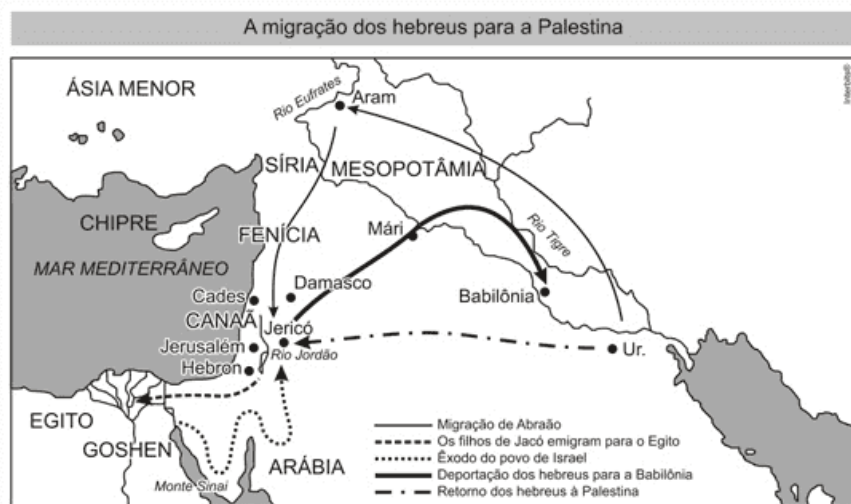 A migração dos hebreus para a Palestina
Interbits®
ÁSIA MENOR
Rio Eufrates
Aram
SÍRIA
MESOPOTÂMIA
CHIPRE
FENÍCIA
Mári
Rio Tigre
MAR MEDITERRÂNEO
Cades
Damasco
Babilônia
CANAÃ
Jericó
Jerusalém
Rio Jordão
Ur.
Hebron
EGITO
GOSHEN
ARÁBIA
Monte Sinai
Migração de Abraão
Os filhos de Jacó emigram para o Egito
Êxodo do povo de Israel
Deportação dos hebreus para a Babilônia
Retorno dos hebreus à Palestina